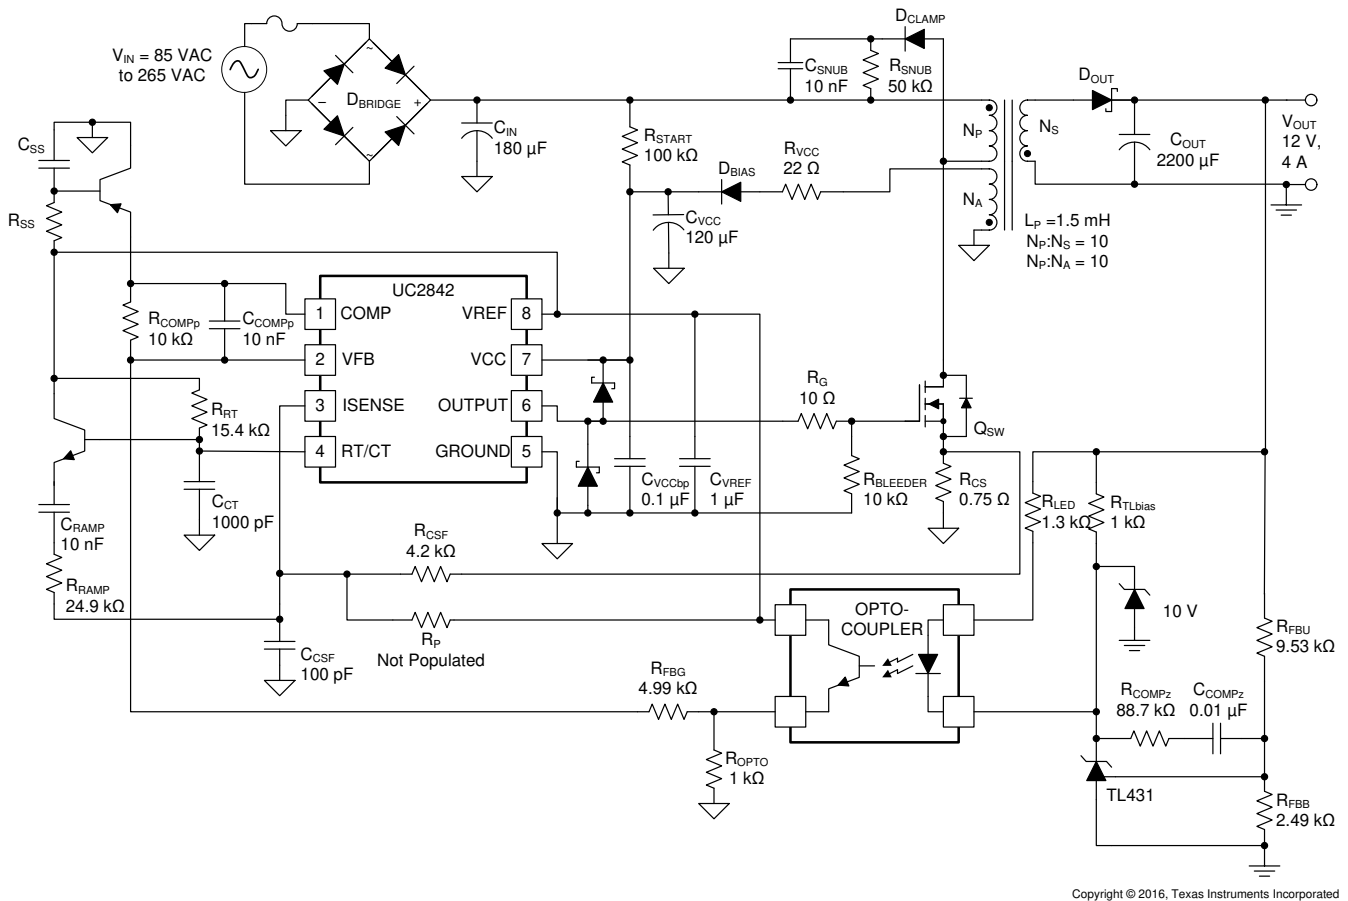 V_IN = 85 VAC
to 265 VAC
D_BRIDGE
~
~
−
+
C_IN
180 µF
R_START
100 kΩ
C_SNUB
10 nF
R_SNUB
50 kΩ
D_CLAMP
D_BIAS
R_VCC
22 Ω
C_VCC
120 µF
N_P
N_S
N_A
L_P =1.5 mH
N_P:N_S = 10
N_P:N_A = 10
D_OUT
C_OUT
2200 µF
V_OUT
12 V,
4 A
C_SS
R_SS
R_COMPp
10 kΩ
C_COMPp
10 nF
UC2842
1 COMP
2 VFB
3 ISENSE
4 RT/CT
VREF 8
VCC 7
OUTPUT 6
GROUND 5
R_RT
15.4 kΩ
C_CT
1000 pF
C_RAMP
10 nF
R_RAMP
24.9 kΩ
C_VCCbp
0.1 µF
C_VREF
1 µF
R_G
10 Ω
R_BLEEDER
10 kΩ
Q_SW
R_CS
0.75 Ω
R_LED
1.3 kΩ
R_TLbias
1 kΩ
R_CSF
4.2 kΩ
R_P
Not Populated
C_CSF
100 pF
R_FBG
4.99 kΩ
R_OPTO
1 kΩ
OPTO-
COUPLER
10 V
R_FBU
9.53 kΩ
R_COMPz
88.7 kΩ
C_COMPz
0.01 µF
TL431
R_FBB
2.49 kΩ
Copyright © 2016, Texas Instruments Incorporated